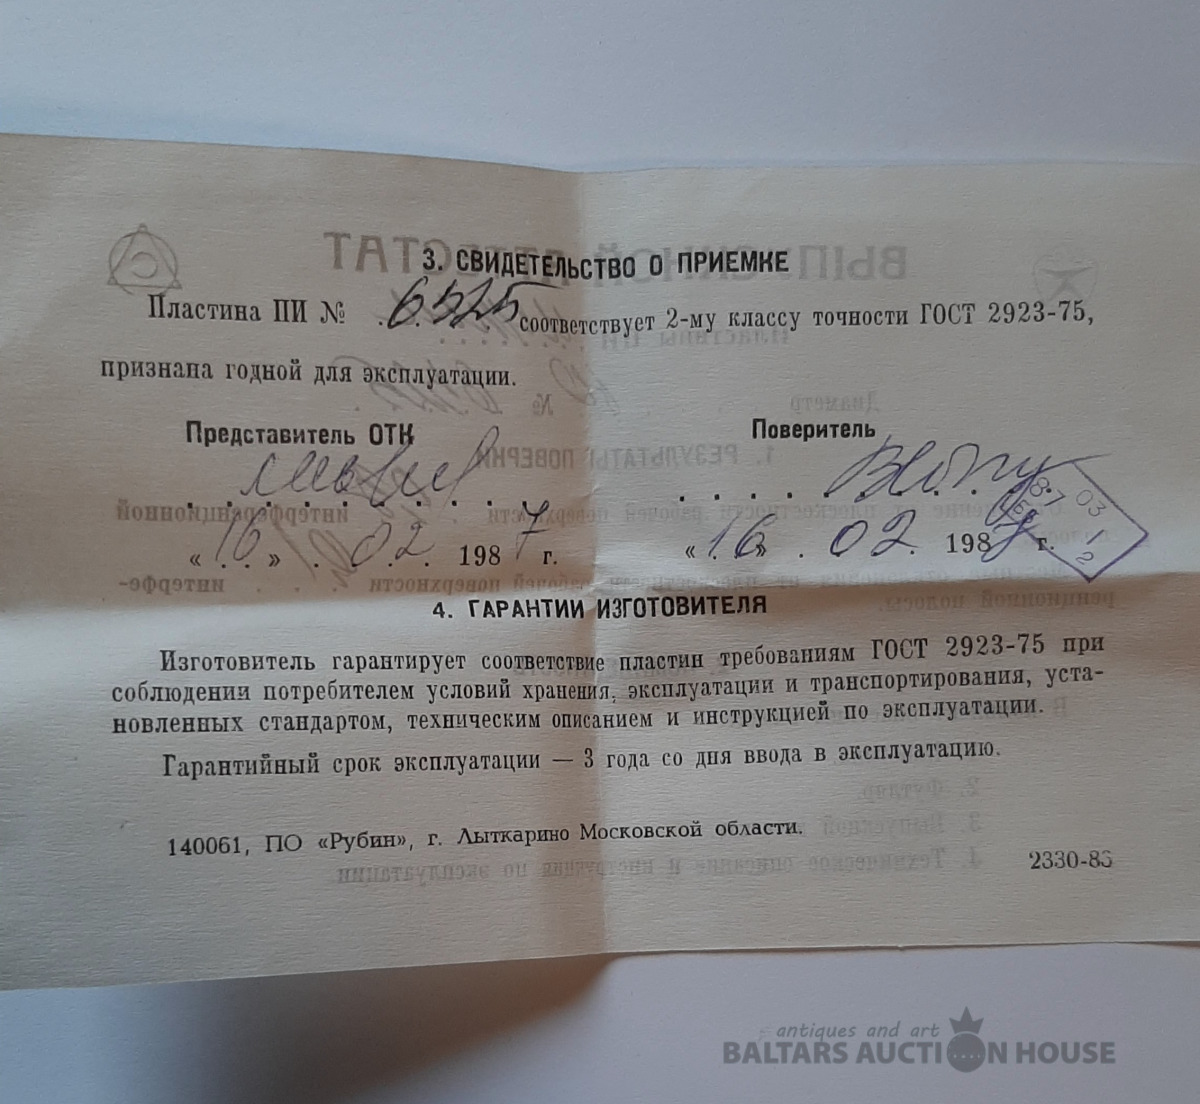 3. СВИДЕТЕЛЬСТВО О ПРИЕМКЕ
Пластина ПИ № 6525 соответствует 2-му классу точности ГОСТ 2923-75,
признана годной для эксплуатации.
Представитель ОТК Поверитель
« 16 » . 02 . 1987 г. « 16 » . 02 . 1987 г.
03
1
2
4. ГАРАНТИИ ИЗГОТОВИТЕЛЯ
Изготовитель гарантирует соответствие пластин требованиям ГОСТ 2923-75 при
соблюдении потребителем условий хранения, эксплуатации и транспортирования, уста-
новленных стандартом, техническим описанием и инструкцией по эксплуатации.
Гарантийный срок эксплуатации — 3 года со дня ввода в эксплуатацию.
140061, ПО «Рубин», г. Лыткарино Московской области.
2330-86
antiques and art
BALTARS AUCTION HOUSE